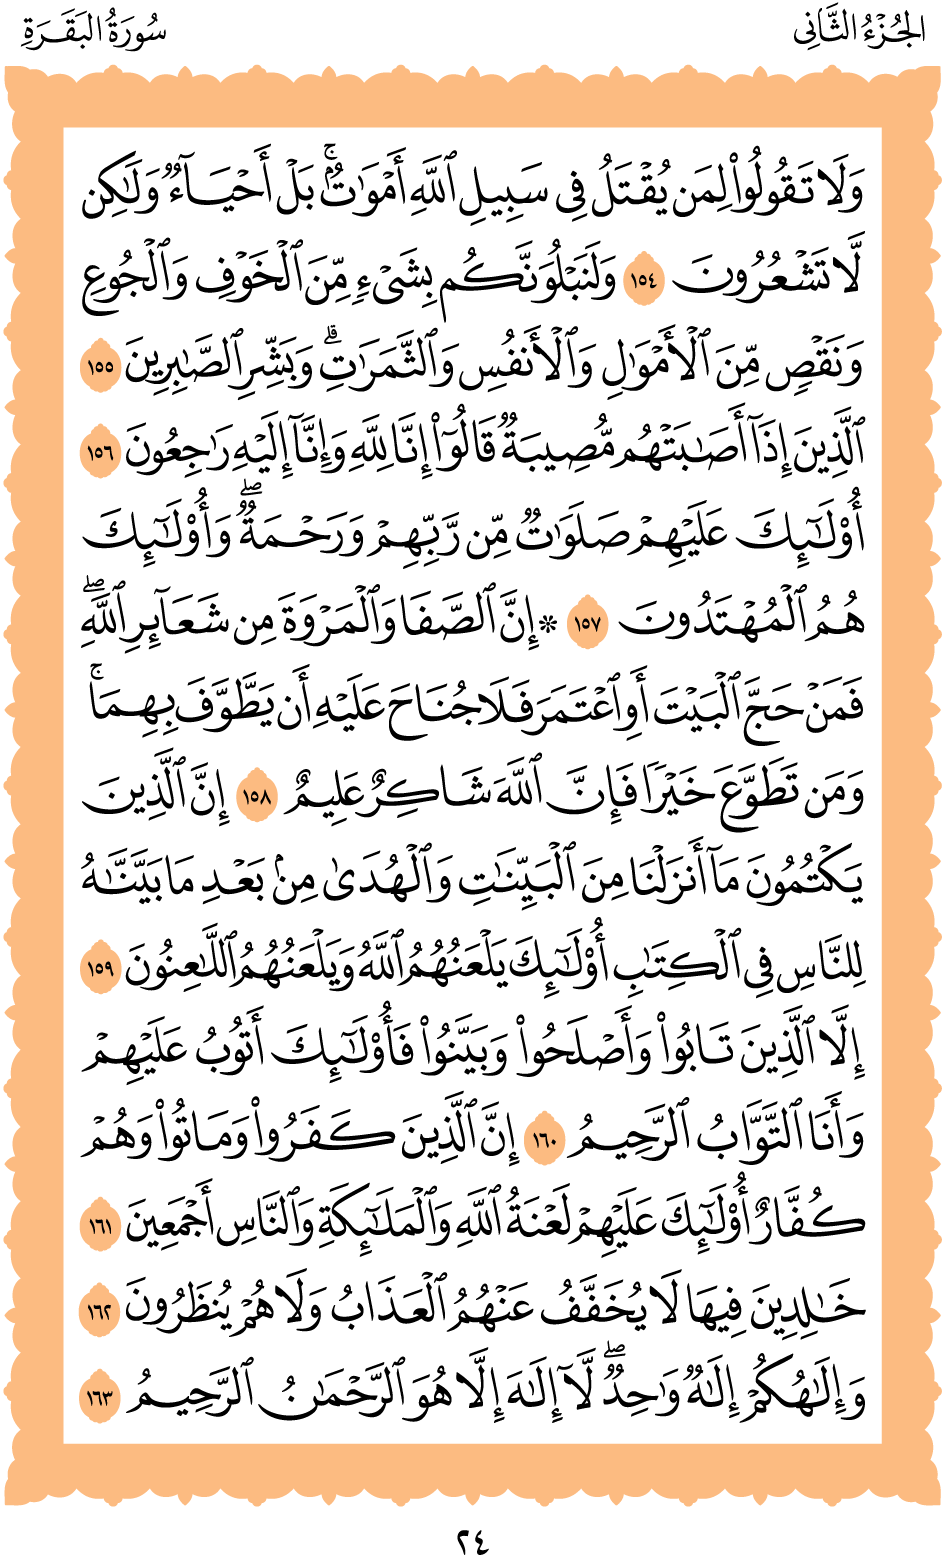 الجُزْءُ الثَّانِي
سُورَةُ البَقَرَةِ
وَلَا تَقُولُوا۟ لِمَن يُقْتَلُ فِى سَبِيلِ ٱللَّهِ أَمْوَٰتٌۢ ۚ بَلْ أَحْيَآءٌ وَلَـٰكِن
لَّا تَشْعُرُونَ ١٥٤ وَلَنَبْلُوَنَّكُم بِشَىْءٍ مِّنَ ٱلْخَوْفِ وَٱلْجُوعِ
وَنَقْصٍ مِّنَ ٱلْأَمْوَٰلِ وَٱلْأَنفُسِ وَٱلثَّمَرَٰتِ ۗ وَبَشِّرِ ٱلصَّـٰبِرِينَ ١٥٥
ٱلَّذِينَ إِذَآ أَصَـٰبَتْهُم مُّصِيبَةٌ قَالُوٓا۟ إِنَّا لِلَّهِ وَإِنَّآ إِلَيْهِ رَٰجِعُونَ ١٥٦
أُو۟لَـٰٓئِكَ عَلَيْهِمْ صَلَوَٰتٌ مِّن رَّبِّهِمْ وَرَحْمَةٌ ۖ وَأُو۟لَـٰٓئِكَ
هُمُ ٱلْمُهْتَدُونَ ١٥٧ ۞ إِنَّ ٱلصَّفَا وَٱلْمَرْوَةَ مِن شَعَآئِرِ ٱللَّهِ ۖ
فَمَنْ حَجَّ ٱلْبَيْتَ أَوِ ٱعْتَمَرَ فَلَا جُنَاحَ عَلَيْهِ أَن يَطَّوَّفَ بِهِمَا ۚ
وَمَن تَطَوَّعَ خَيْرًا فَإِنَّ ٱللَّهَ شَاكِرٌ عَلِيمٌ ١٥٨ إِنَّ ٱلَّذِينَ
يَكْتُمُونَ مَآ أَنزَلْنَا مِنَ ٱلْبَيِّنَـٰتِ وَٱلْهُدَىٰ مِنۢ بَعْدِ مَا بَيَّنَّـٰهُ
لِلنَّاسِ فِى ٱلْكِتَـٰبِ أُو۟لَـٰٓئِكَ يَلْعَنُهُمُ ٱللَّهُ وَيَلْعَنُهُمُ ٱللَّـٰعِنُونَ ١٥٩
إِلَّا ٱلَّذِينَ تَابُوا۟ وَأَصْلَحُوا۟ وَبَيَّنُوا۟ فَأُو۟لَـٰٓئِكَ أَتُوبُ عَلَيْهِمْ
وَأَنَا ٱلتَّوَّابُ ٱلرَّحِيمُ ١٦٠ إِنَّ ٱلَّذِينَ كَفَرُوا۟ وَمَاتُوا۟ وَهُمْ
كُفَّارٌ أُو۟لَـٰٓئِكَ عَلَيْهِمْ لَعْنَةُ ٱللَّهِ وَٱلْمَلَـٰٓئِكَةِ وَٱلنَّاسِ أَجْمَعِينَ ١٦١
خَـٰلِدِينَ فِيهَا لَا يُخَفَّفُ عَنْهُمُ ٱلْعَذَابُ وَلَا هُمْ يُنظَرُونَ ١٦٢
وَإِلَـٰهُكُمْ إِلَـٰهٌ وَٰحِدٌ ۖ لَّآ إِلَـٰهَ إِلَّا هُوَ ٱلرَّحْمَـٰنُ ٱلرَّحِيمُ ١٦٣
٢٤